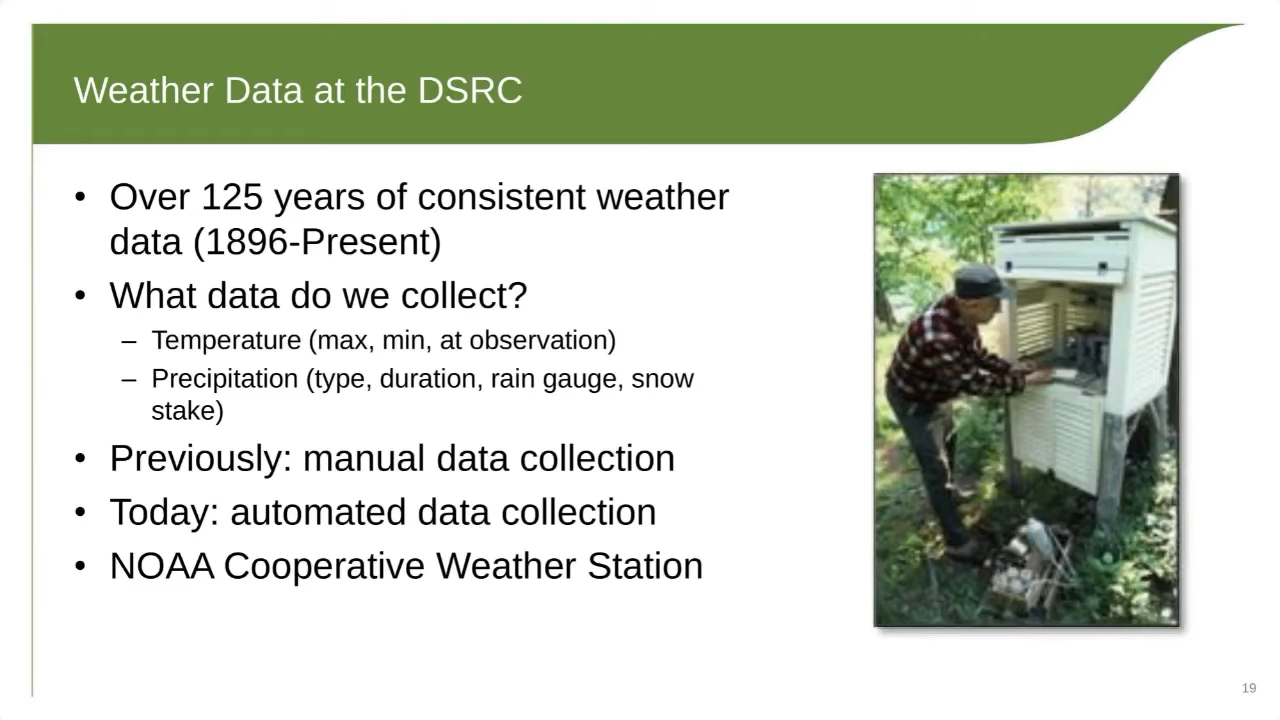 Weather Data at the DSRC
• Over 125 years of consistent weather
data (1896-Present)
• What data do we collect?
– Temperature (max, min, at observation)
– Precipitation (type, duration, rain gauge, snow
stake)
• Previously: manual data collection
• Today: automated data collection
• NOAA Cooperative Weather Station
19